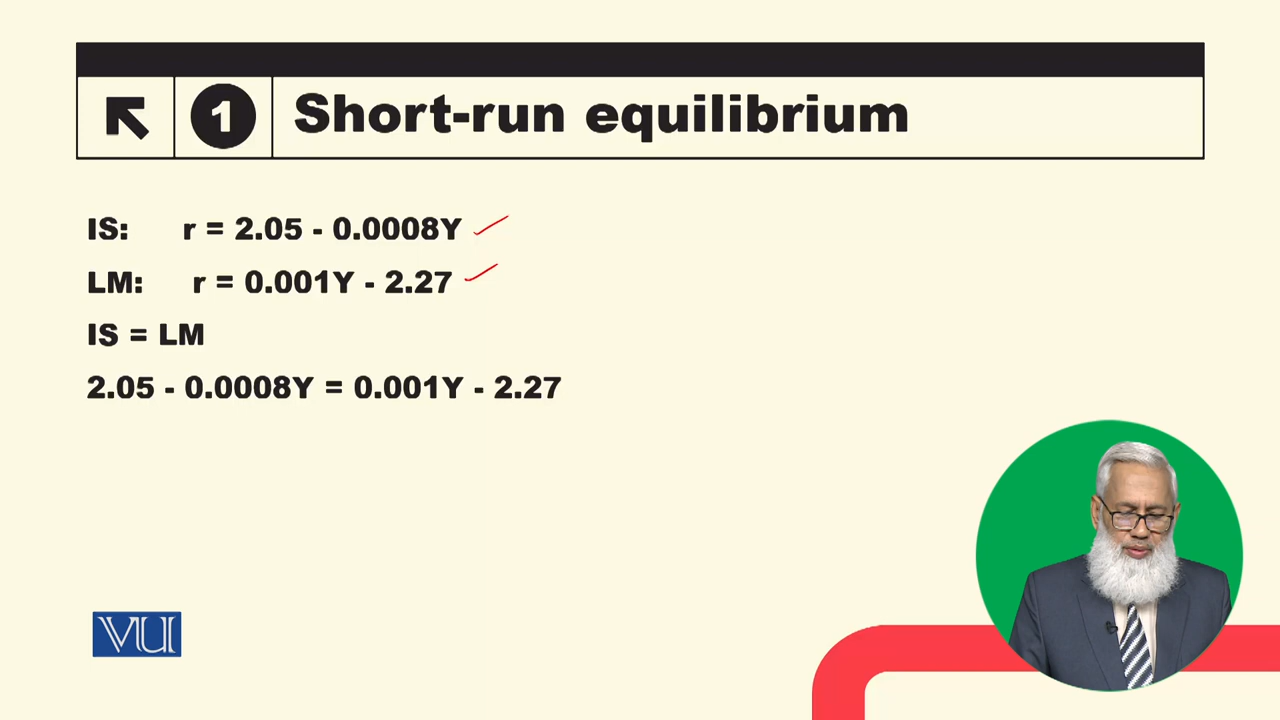 1 Short-run equilibrium
IS: r = 2.05 - 0.0008Y
LM: r = 0.001Y - 2.27
IS = LM
2.05 - 0.0008Y = 0.001Y - 2.27
VU